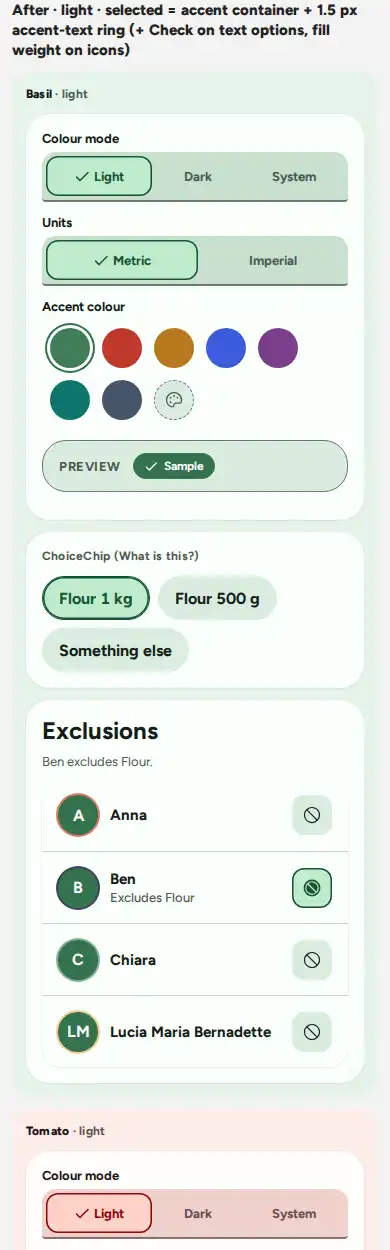 After · light · selected = accent container + 1.5 px
accent-text ring (+ Check on text options, fill
weight on icons)
Basil · light
Colour mode
Light Dark System
Units
Metric Imperial
Accent colour
PREVIEW Sample
ChoiceChip (What is this?)
Flour 1 kg Flour 500 g
Something else
Exclusions
Ben excludes Flour.
A Anna
B Ben
Excludes Flour
C Chiara
LM Lucia Maria Bernadette
Tomato · light
Colour mode
Light Dark System